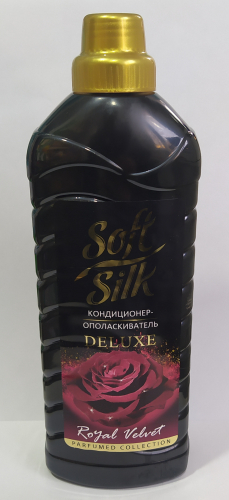 Soft
Silk
КОНДИЦИОНЕР-
ОПОЛАСКИВАТЕЛЬ
DELUXE
Royal Velvet
PARFUMED COLLECTION